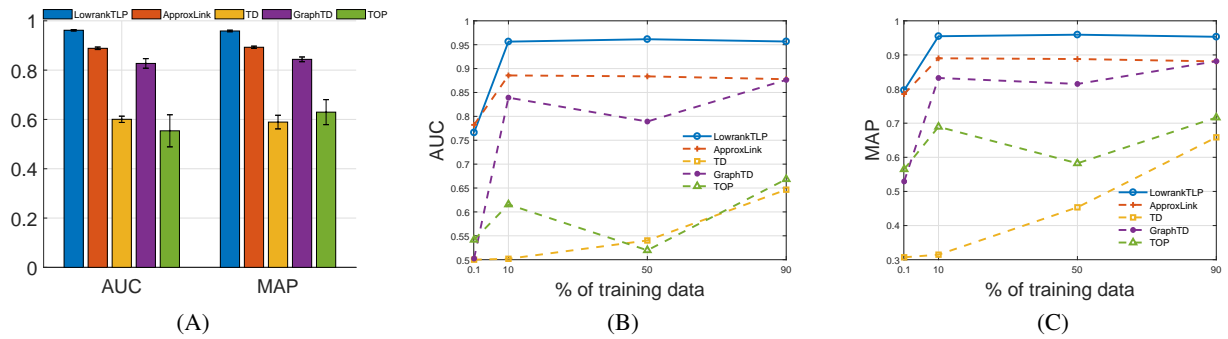 LowrankTLP ApproxLink TD GraphTD TOP
1
0.8
0.6
0.4
0.2
0
AUC MAP
(A)
1
0.95
0.9
0.85
0.8
0.75
0.7
0.65
0.6
0.55
0.5
AUC
LowrankTLP
ApproxLink
TD
GraphTD
TOP
0.1 10 50 90
% of training data
(B)
1
0.9
0.8
0.7
0.6
0.5
0.4
0.3
MAP
LowrankTLP
ApproxLink
TD
GraphTD
TOP
0.1 10 50 90
% of training data
(C)